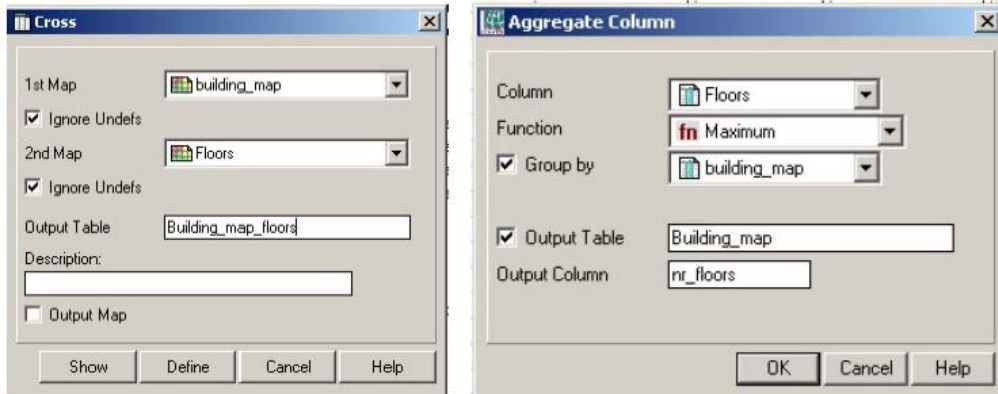 Cross
1st Map building_map
Ignore Undefs
2nd Map Floors
Ignore Undefs
Output Table Building_map_floors
Description:
Output Map
Show Define Cancel Help
Aggregate Column
Column Floors
Function fn Maximum
Group by building_map
Output Table Building_map
Output Column nr_floors
OK Cancel Help